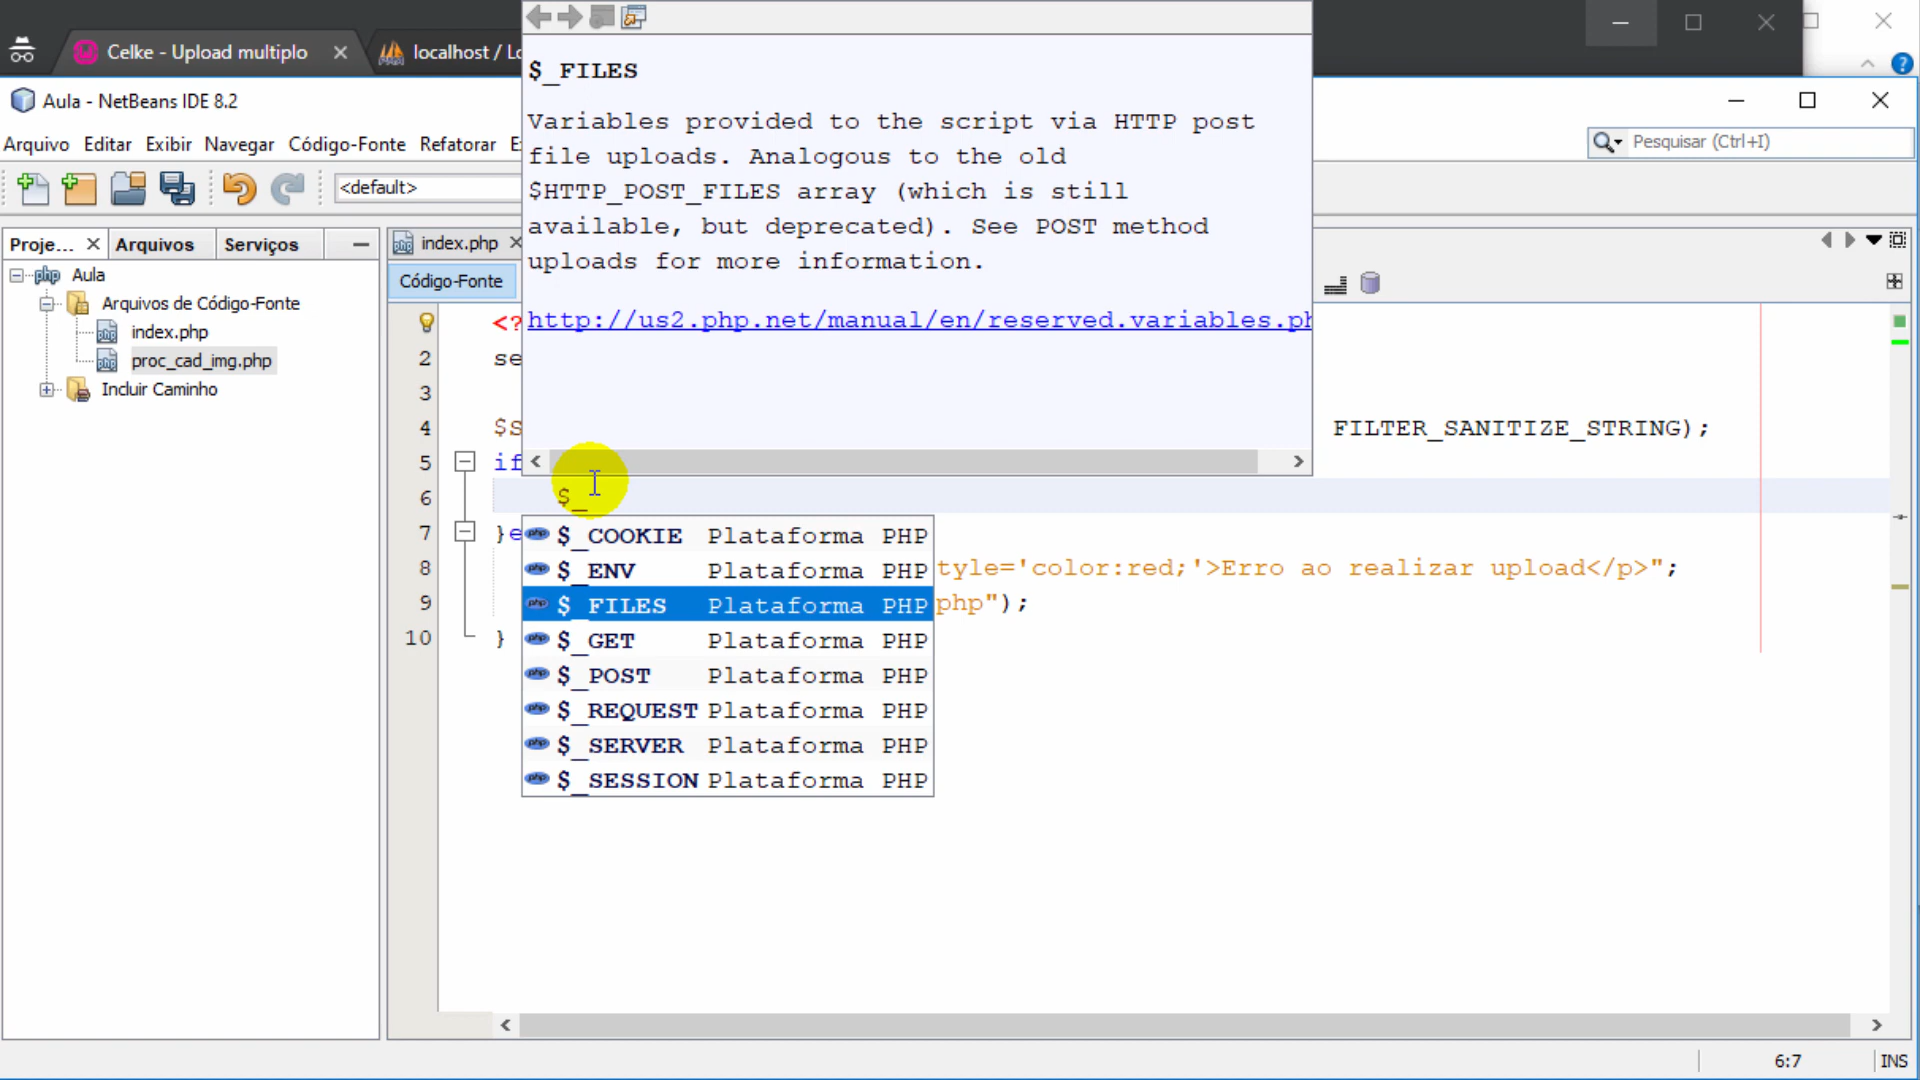 Celke - Upload multiplo
localhost / Lo
Aula - NetBeans IDE 8.2
Arquivo Editar Exibir Navegar Código-Fonte Refatorar E
Pesquisar (Ctrl+I)
<default>
Proje... Arquivos Serviços
Aula
Arquivos de Código-Fonte
index.php
proc_cad_img.php
Incluir Caminho
index.php
Código-Fonte
$_FILES
Variables provided to the script via HTTP post
file uploads. Analogous to the old
$HTTP_POST_FILES array (which is still
available, but deprecated). See POST method
uploads for more information.
http://us2.php.net/manual/en/reserved.variables.ph
<?
2 se
3
4 $s FILTER_SANITIZE_STRING);
5 if
6 $_
7 }e
8 tyle='color:red;'>Erro ao realizar upload</p>";
9 php");
10 }
$_COOKIE Plataforma PHP
$_ENV Plataforma PHP
$_FILES Plataforma PHP
$_GET Plataforma PHP
$_POST Plataforma PHP
$_REQUEST Plataforma PHP
$_SERVER Plataforma PHP
$_SESSION Plataforma PHP
6:7 INS